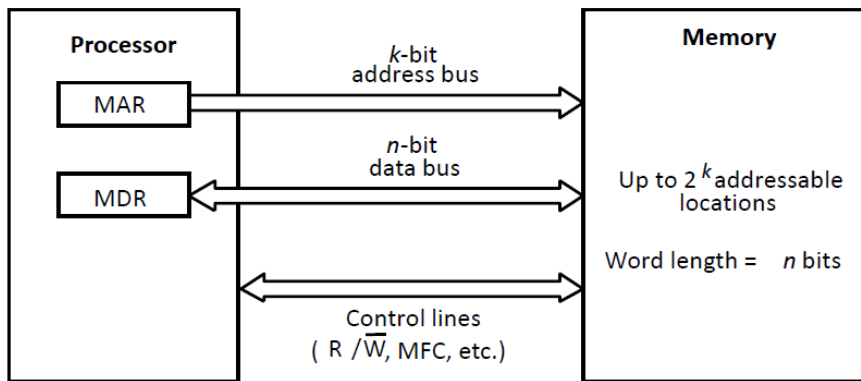 Processor
MAR
MDR
k-bit
address bus
n-bit
data bus
Control lines
( R /W̅, MFC, etc.)
Memory
Up to 2ᵏ addressable
locations
Word length = n bits